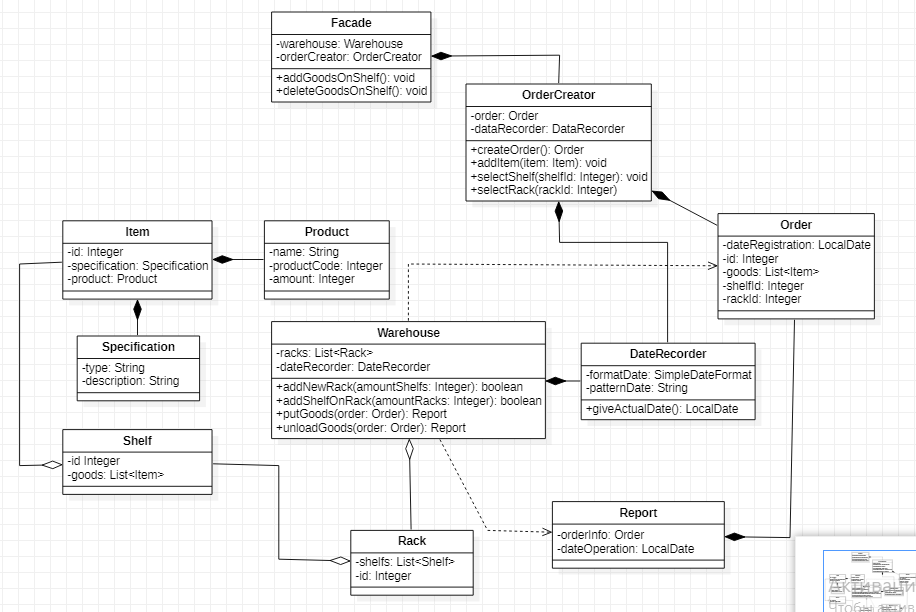 Facade
-warehouse: Warehouse
-orderCreator: OrderCreator
+addGoodsOnShelf(): void
+deleteGoodsOnShelf(): void
OrderCreator
-order: Order
-dataRecorder: DataRecorder
+createOrder(): Order
+addItem(item: Item): void
+selectShelf(shelfId: Integer): void
+selectRack(rackId: Integer)
Item
-id: Integer
-specification: Specification
-product: Product
Product
-name: String
-productCode: Integer
-amount: Integer
Order
-dateRegistration: LocalDate
-id: Integer
-goods: List<Item>
-shelfId: Integer
-rackId: Integer
Specification
-type: String
-description: String
Warehouse
-racks: List<Rack>
-dateRecorder: DateRecorder
+addNewRack(amountShelfs: Integer): boolean
+addShelfOnRack(amountRacks: Integer): boolean
+putGoods(order: Order): Report
+unloadGoods(order: Order): Report
DateRecorder
-formatDate: SimpleDateFormat
-patternDate: String
+giveActualDate(): LocalDate
Shelf
-id Integer
-goods: List<Item>
Rack
-shelfs: List<Shelf>
-id: Integer
Report
-orderInfo: Order
-dateOperation: LocalDate
Активаци